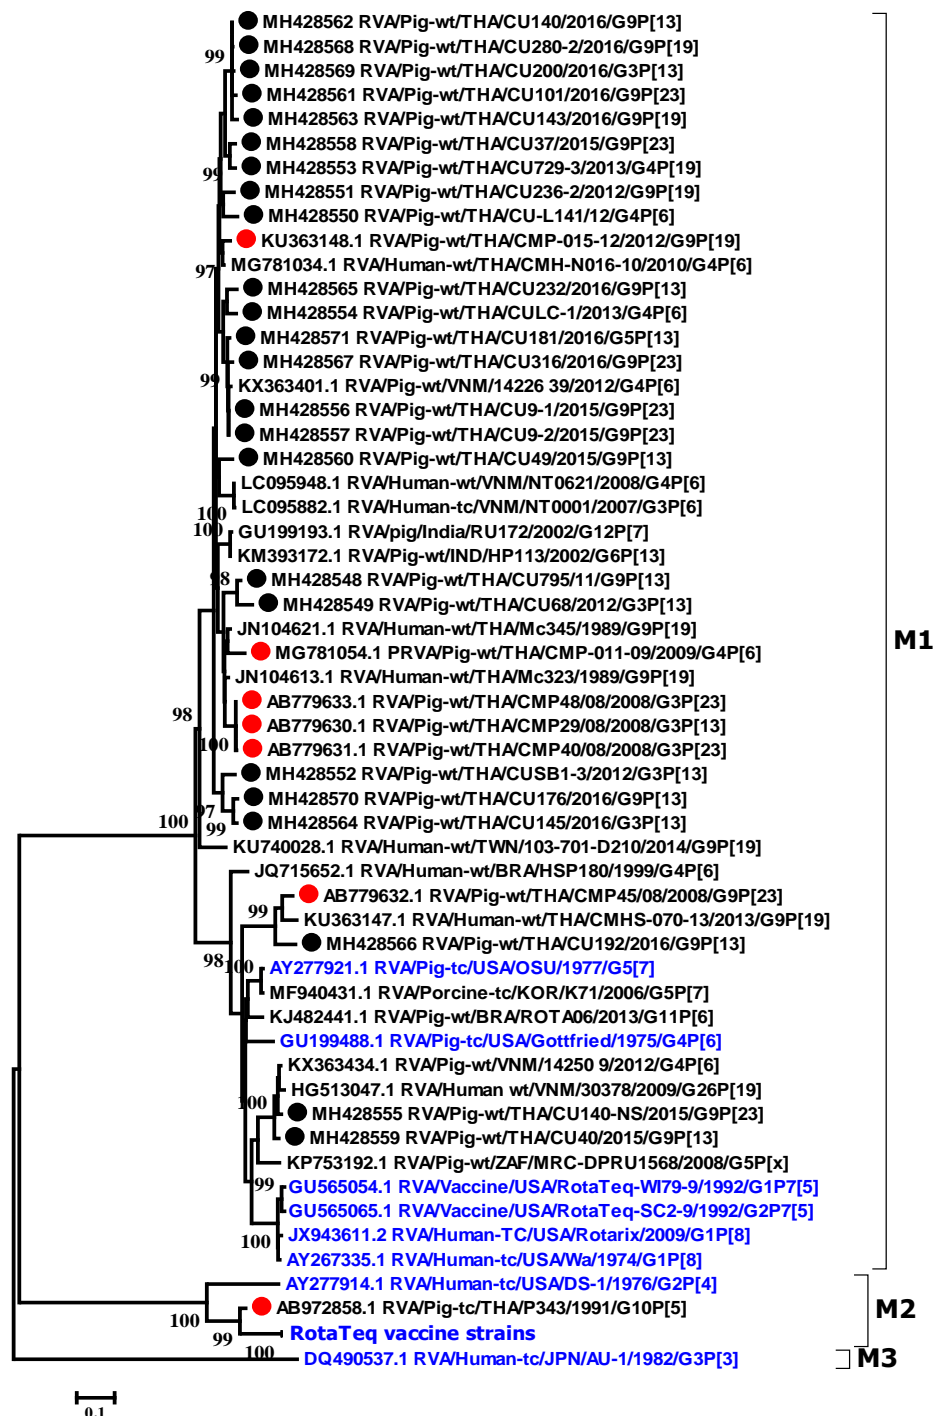 MH428562 RVA/Pig-wt/THA/CU140/2016/G9P[13]
MH428568 RVA/Pig-wt/THA/CU280-2/2016/G9P[19]
99
MH428569 RVA/Pig-wt/THA/CU200/2016/G3P[13]
MH428561 RVA/Pig-wt/THA/CU101/2016/G9P[23]
MH428563 RVA/Pig-wt/THA/CU143/2016/G9P[19]
MH428558 RVA/Pig-wt/THA/CU37/2015/G9P[23]
MH428553 RVA/Pig-wt/THA/CU729-3/2013/G4P[19]
99
MH428551 RVA/Pig-wt/THA/CU236-2/2012/G9P[19]
MH428550 RVA/Pig-wt/THA/CU-L141/12/G4P[6]
KU363148.1 RVA/Pig-wt/THA/CMP-015-12/2012/G9P[19]
MG781034.1 RVA/Human-wt/THA/CMH-N016-10/2010/G4P[6]
97
MH428565 RVA/Pig-wt/THA/CU232/2016/G9P[13]
MH428554 RVA/Pig-wt/THA/CULC-1/2013/G4P[6]
MH428571 RVA/Pig-wt/THA/CU181/2016/G5P[13]
MH428567 RVA/Pig-wt/THA/CU316/2016/G9P[23]
99
KX363401.1 RVA/Pig-wt/VNM/14226 39/2012/G4P[6]
MH428556 RVA/Pig-wt/THA/CU9-1/2015/G9P[23]
MH428557 RVA/Pig-wt/THA/CU9-2/2015/G9P[23]
MH428560 RVA/Pig-wt/THA/CU49/2015/G9P[13]
LC095948.1 RVA/Human-wt/VNM/NT0621/2008/G4P[6]
LC095882.1 RVA/Human-tc/VNM/NT0001/2007/G3P[6]
100
100
GU199193.1 RVA/pig/India/RU172/2002/G12P[7]
KM393172.1 RVA/Pig-wt/IND/HP113/2002/G6P[13]
98
MH428548 RVA/Pig-wt/THA/CU795/11/G9P[13]
MH428549 RVA/Pig-wt/THA/CU68/2012/G3P[13]
JN104621.1 RVA/Human-wt/THA/Mc345/1989/G9P[19]
M1
MG781054.1 PRVA/Pig-wt/THA/CMP-011-09/2009/G4P[6]
JN104613.1 RVA/Human-wt/THA/Mc323/1989/G9P[19]
AB779633.1 RVA/Pig-wt/THA/CMP48/08/2008/G3P[23]
98
AB779630.1 RVA/Pig-wt/THA/CMP29/08/2008/G3P[13]
100
AB779631.1 RVA/Pig-wt/THA/CMP40/08/2008/G3P[23]
MH428552 RVA/Pig-wt/THA/CUSB1-3/2012/G3P[13]
MH428570 RVA/Pig-wt/THA/CU176/2016/G9P[13]
97
100
99
MH428564 RVA/Pig-wt/THA/CU145/2016/G3P[13]
KU740028.1 RVA/Human-wt/TWN/103-701-D210/2014/G9P[19]
JQ715652.1 RVA/Human-wt/BRA/HSP180/1999/G4P[6]
AB779632.1 RVA/Pig-wt/THA/CMP45/08/2008/G9P[23]
99
KU363147.1 RVA/Human-wt/THA/CMHS-070-13/2013/G9P[19]
MH428566 RVA/Pig-wt/THA/CU192/2016/G9P[13]
98
100
AY277921.1 RVA/Pig-tc/USA/OSU/1977/G5[7]
MF940431.1 RVA/Porcine-tc/KOR/K71/2006/G5P[7]
KJ482441.1 RVA/Pig-wt/BRA/ROTA06/2013/G11P[6]
GU199488.1 RVA/Pig-tc/USA/Gottfried/1975/G4P[6]
KX363434.1 RVA/Pig-wt/VNM/14250 9/2012/G4P[6]
HG513047.1 RVA/Human wt/VNM/30378/2009/G26P[19]
100
MH428555 RVA/Pig-wt/THA/CU140-NS/2015/G9P[23]
MH428559 RVA/Pig-wt/THA/CU40/2015/G9P[13]
KP753192.1 RVA/Pig-wt/ZAF/MRC-DPRU1568/2008/G5P[x]
99
GU565054.1 RVA/Vaccine/USA/RotaTeq-WI79-9/1992/G1P7[5]
GU565065.1 RVA/Vaccine/USA/RotaTeq-SC2-9/1992/G2P7[5]
JX943611.2 RVA/Human-TC/USA/Rotarix/2009/G1P[8]
100
AY267335.1 RVA/Human-tc/USA/Wa/1974/G1P[8]
AY277914.1 RVA/Human-tc/USA/DS-1/1976/G2P[4]
AB972858.1 RVA/Pig-tc/THA/P343/1991/G10P[5]
M2
100
99
RotaTeq vaccine strains
100
DQ490537.1 RVA/Human-tc/JPN/AU-1/1982/G3P[3]
M3
0.1